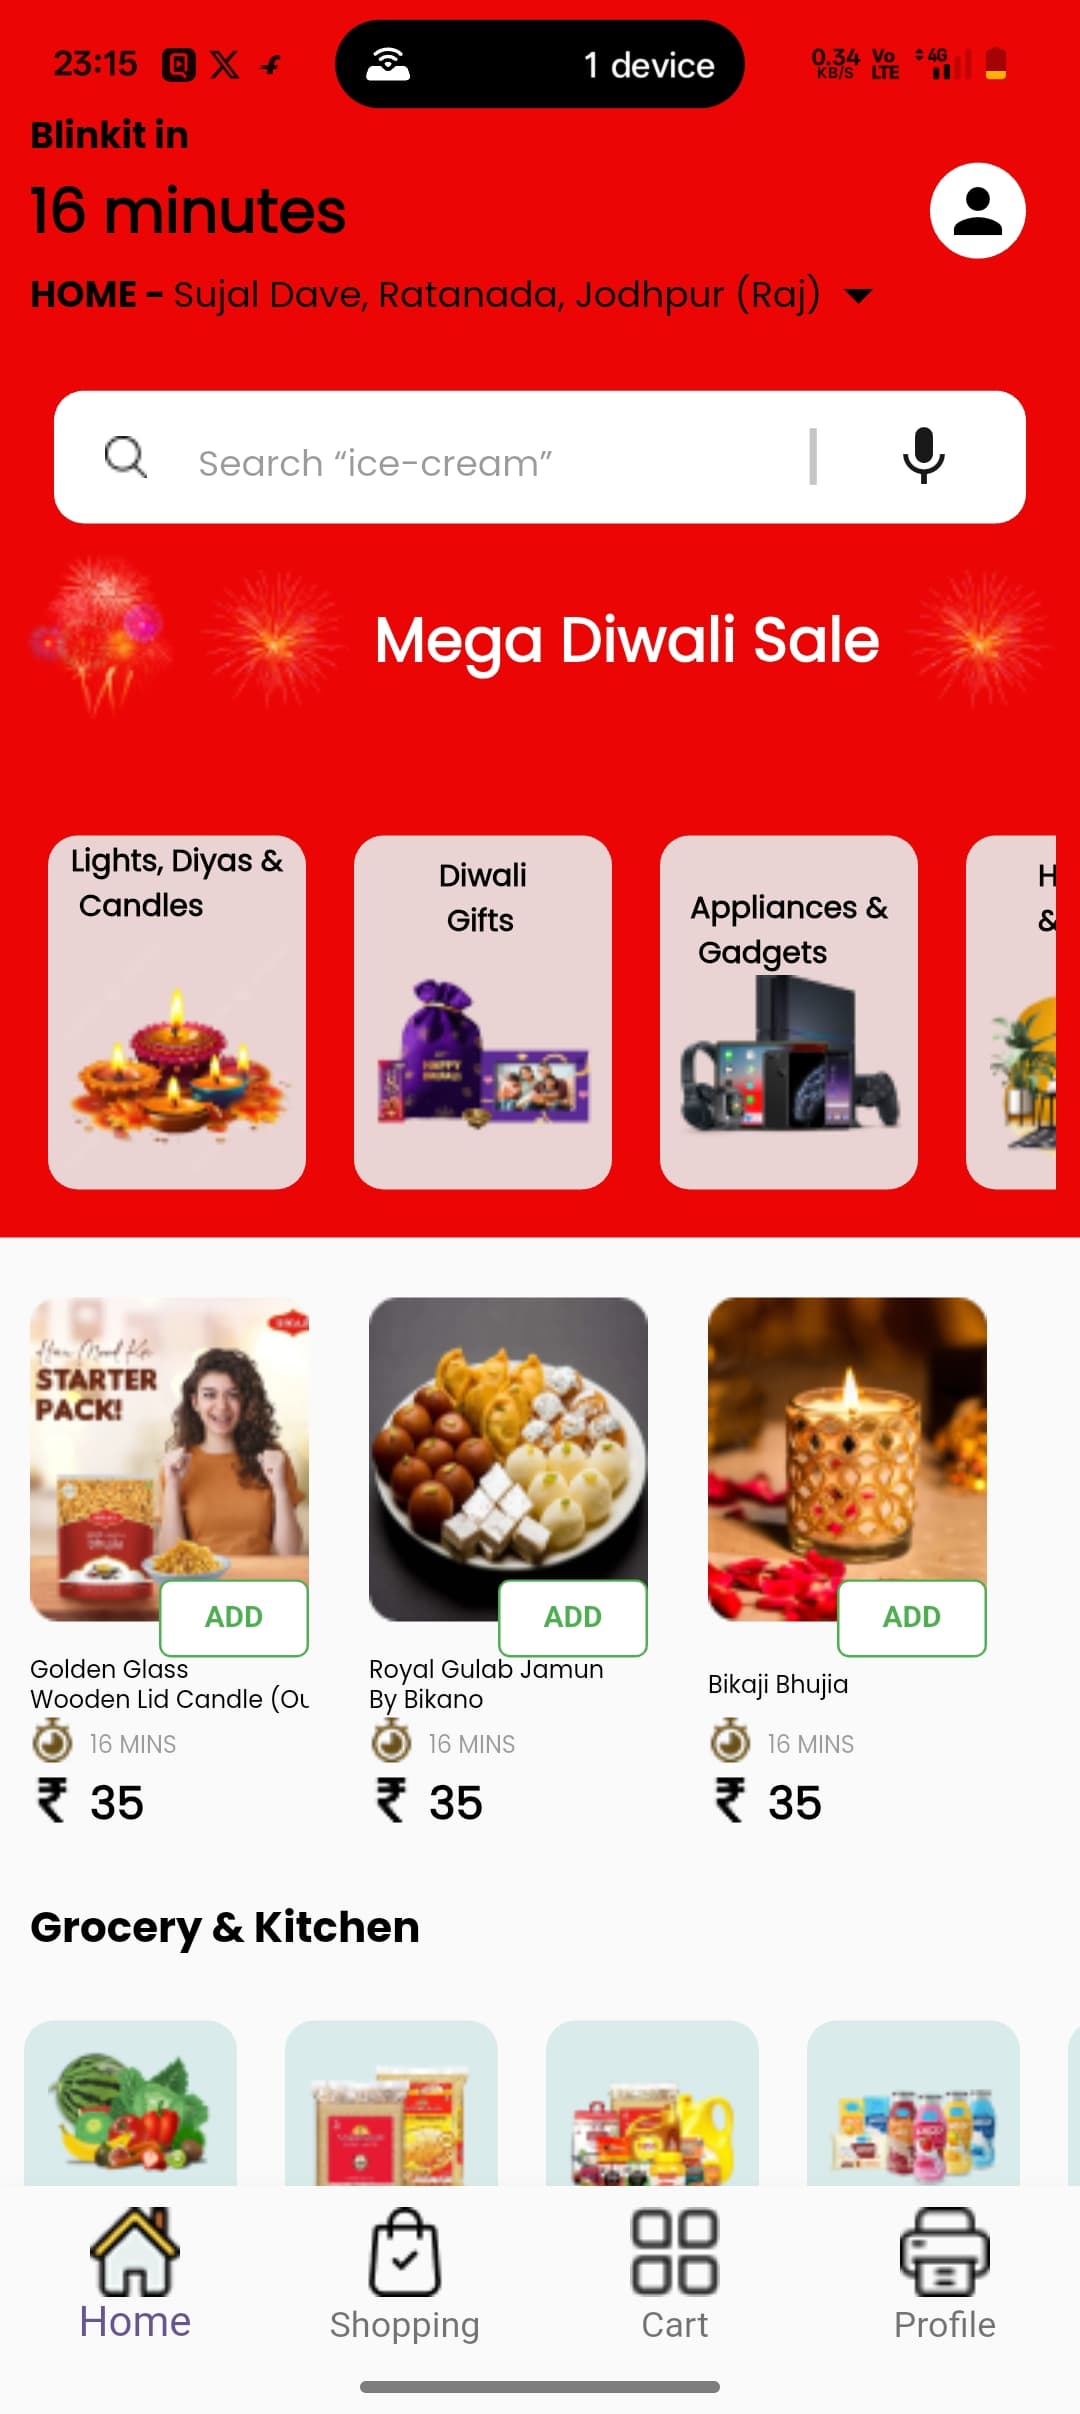 23:15
1 device
0.34 KB/S
Vo LTE
4G
Blinkit in
16 minutes
HOME - Sujal Dave, Ratanada, Jodhpur (Raj)
Search “ice-cream”
Mega Diwali Sale
Lights, Diyas &
Candles
Diwali
Gifts
Appliances &
Gadgets
H
&
STARTER
PACK!
HAPPY
ADD
ADD
ADD
Golden Glass
Wooden Lid Candle (Ou
Royal Gulab Jamun
By Bikano
Bikaji Bhujia
16 MINS
16 MINS
16 MINS
₹ 35
₹ 35
₹ 35
Grocery & Kitchen
Home
Shopping
Cart
Profile